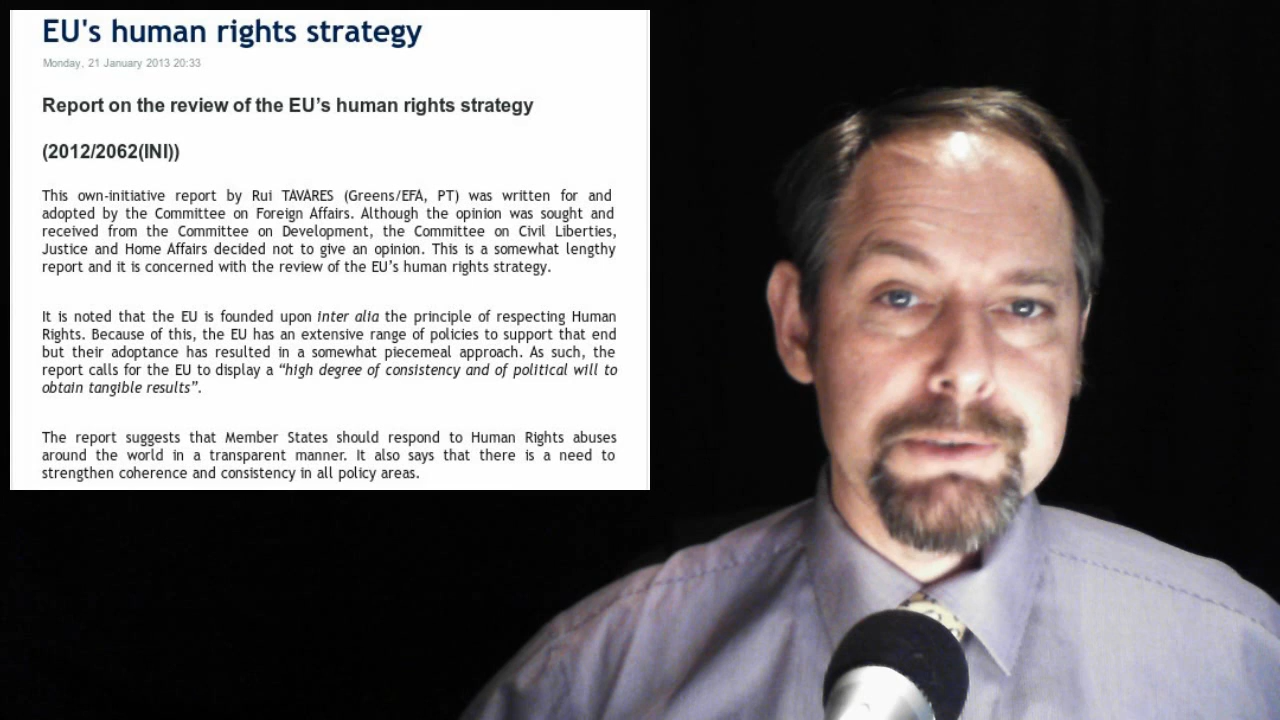 EU's human rights strategy
Monday, 21 January 2013 20:33
Report on the review of the EU’s human rights strategy
(2012/2062(INI))
This own-initiative report by Rui TAVARES (Greens/EFA, PT) was written for and
adopted by the Committee on Foreign Affairs. Although the opinion was sought and
received from the Committee on Development, the Committee on Civil Liberties,
Justice and Home Affairs decided not to give an opinion. This is a somewhat lengthy
report and it is concerned with the review of the EU’s human rights strategy.
It is noted that the EU is founded upon inter alia the principle of respecting Human
Rights. Because of this, the EU has an extensive range of policies to support that end
but their adoptance has resulted in a somewhat piecemeal approach. As such, the
report calls for the EU to display a “high degree of consistency and of political will to
obtain tangible results”.
The report suggests that Member States should respond to Human Rights abuses
around the world in a transparent manner. It also says that there is a need to
strengthen coherence and consistency in all policy areas.